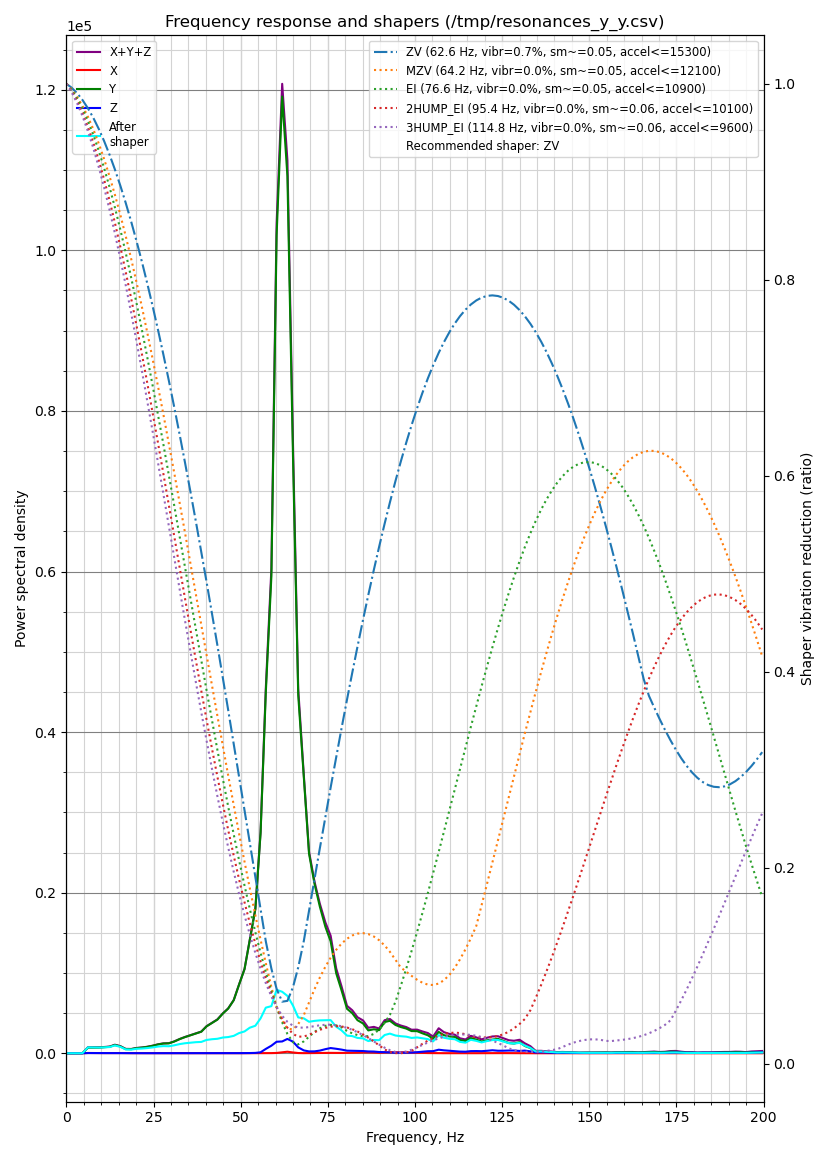 Frequency response and shapers (/tmp/resonances_y_y.csv)
1e5
X+Y+Z
X
Y
Z
After
shaper
ZV (62.6 Hz, vibr=0.7%, sm~=0.05, accel<=15300)
MZV (64.2 Hz, vibr=0.0%, sm~=0.05, accel<=12100)
EI (76.6 Hz, vibr=0.0%, sm~=0.05, accel<=10900)
2HUMP_EI (95.4 Hz, vibr=0.0%, sm~=0.06, accel<=10100)
3HUMP_EI (114.8 Hz, vibr=0.0%, sm~=0.06, accel<=9600)
Recommended shaper: ZV
Power spectral density
1.2
1.0
0.8
0.6
0.4
0.2
0.0
1.0
0.8
0.6
0.4
0.2
0.0
Shaper vibration reduction (ratio)
0 25 50 75 100 125 150 175 200
Frequency, Hz